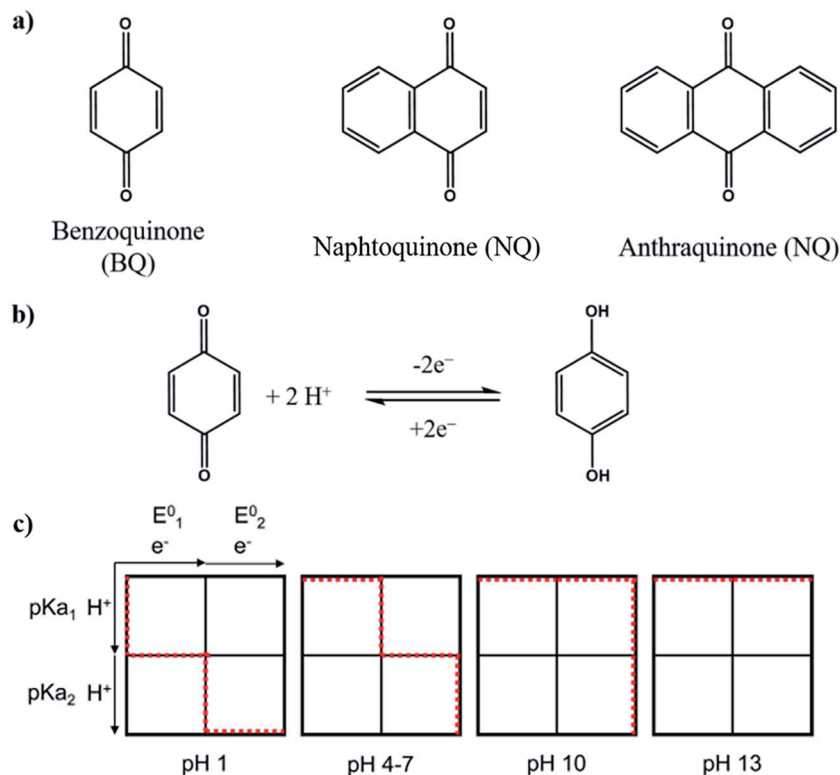 a)
O
O
O
O
O
O
Benzoquinone
(BQ)
Naphtoquinone (NQ)
Anthraquinone (NQ)
b)
O
O
+ 2 H⁺
-2e⁻
+2e⁻
OH
OH
c)
E⁰₁ E⁰₂
e⁻ e⁻
pKa₁ H⁺
pKa₂ H⁺
pH 1 pH 4-7 pH 10 pH 13